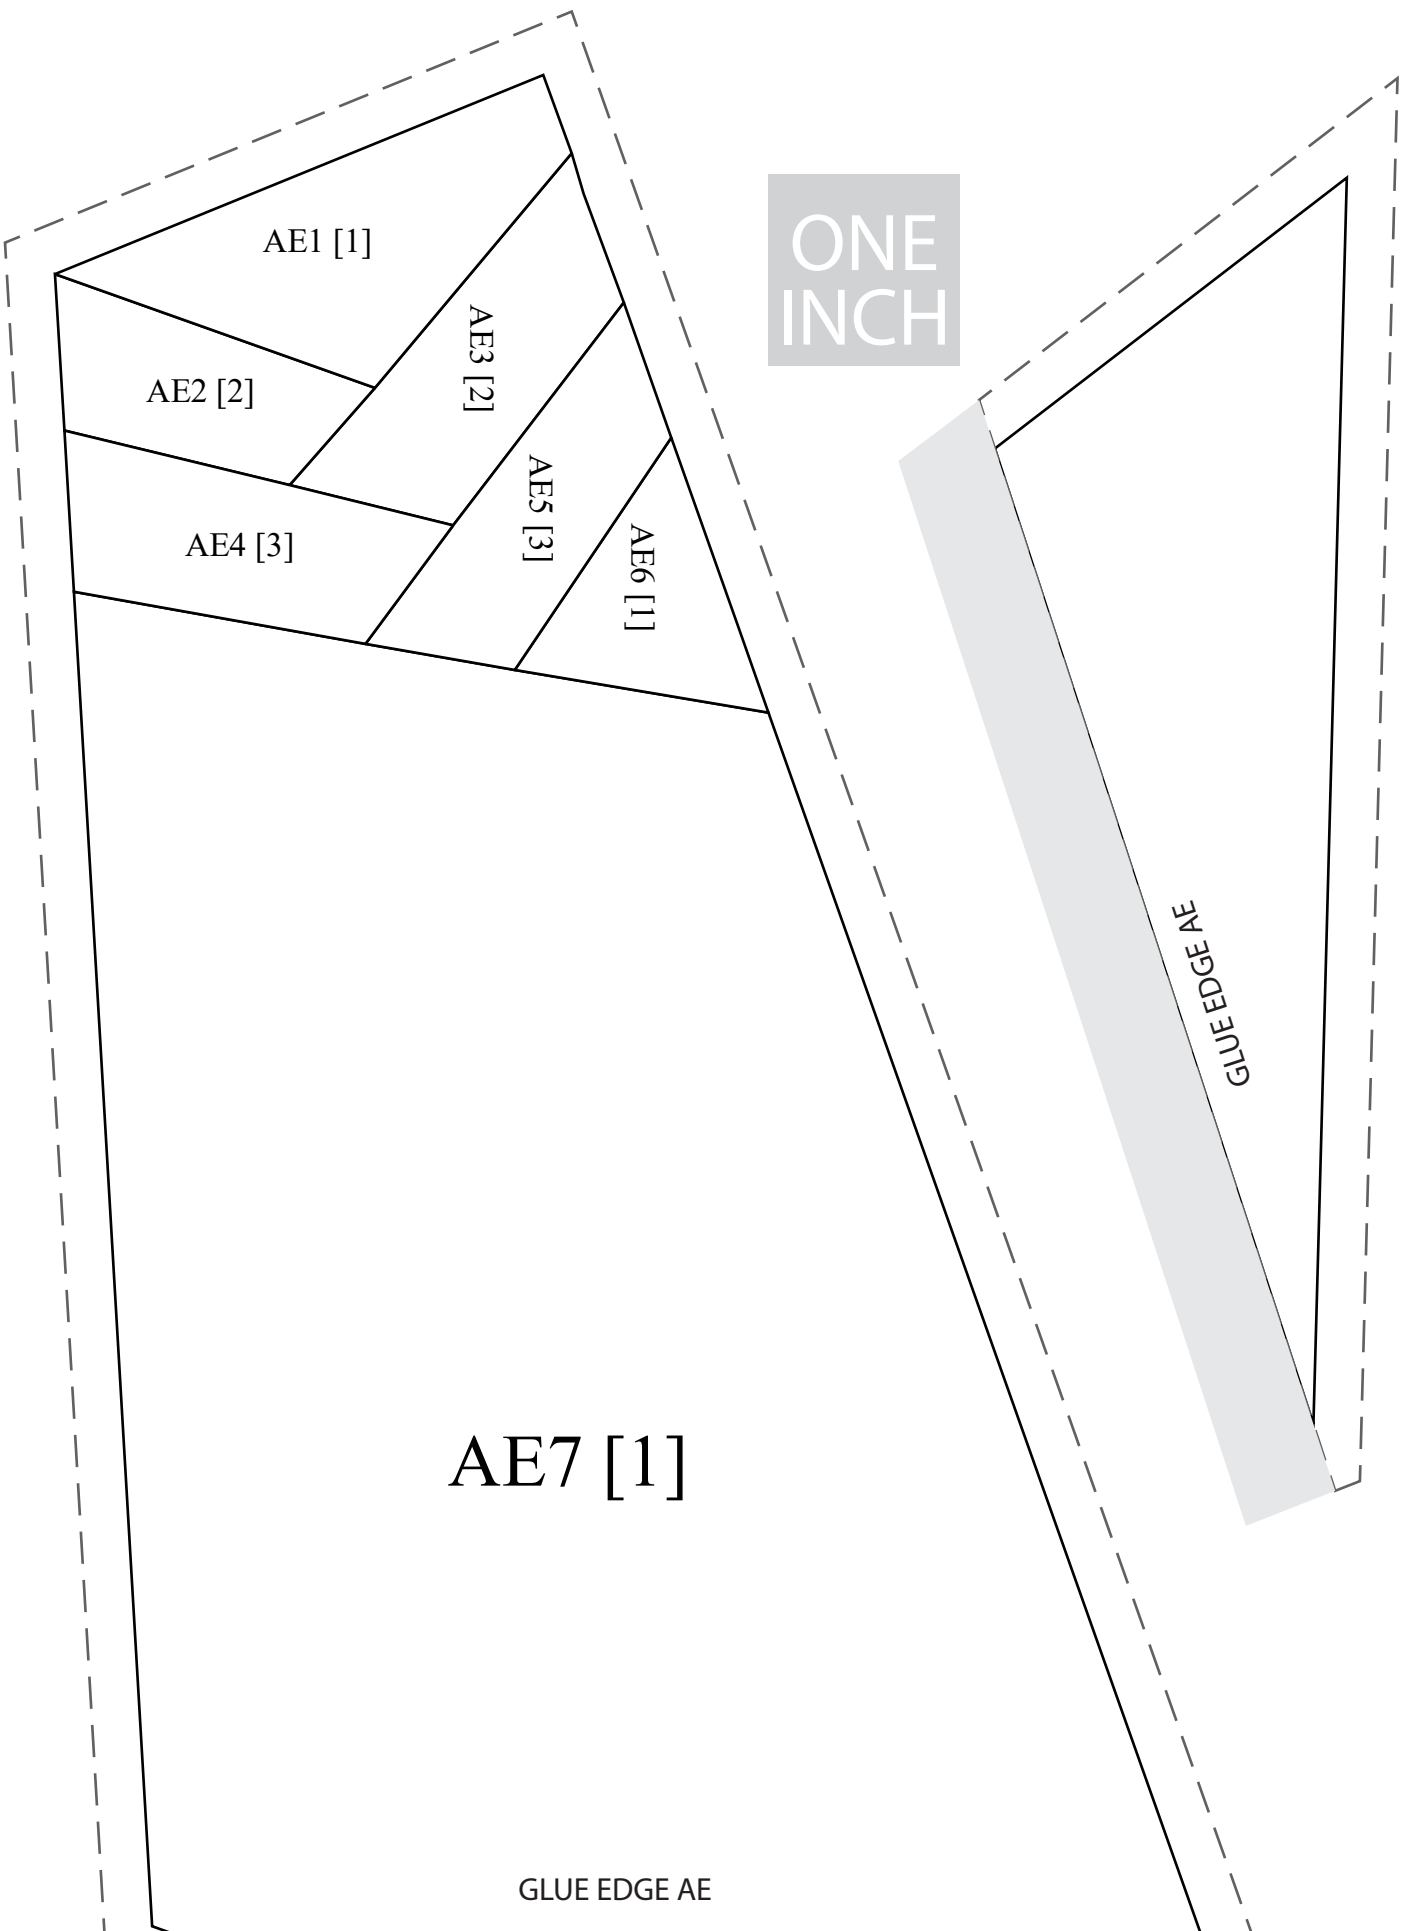 AE1 [1]
ONE
INCH
AE2 [2]
AE3 [2]
AE4 [3]
AE5 [3]
AE6 [1]
GLUE EDGE AE
AE7 [1]
GLUE EDGE AE